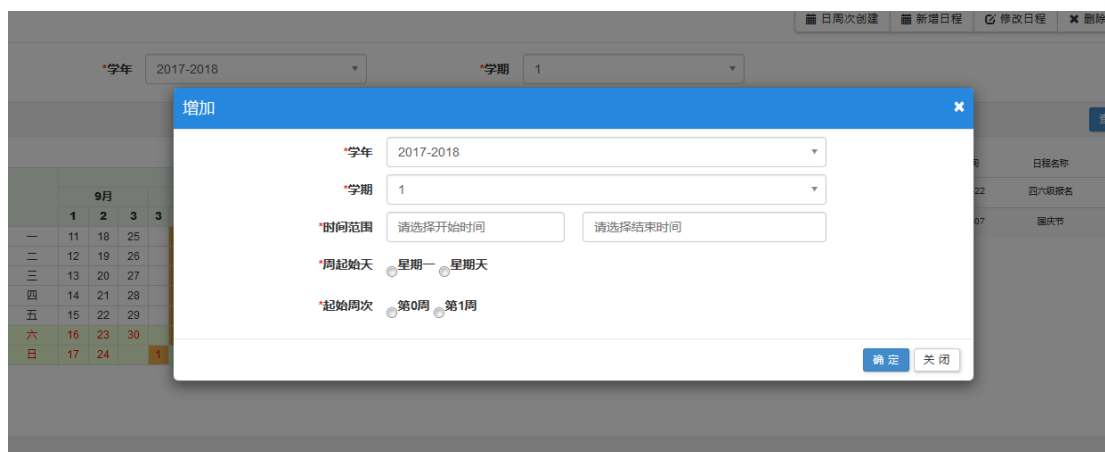 日周次创建 新增日程 修改日程 删除
*学年 2017-2018 *学期 1
增加
*学年 2017-2018
*学期 1
*时间范围 请选择开始时间 请选择结束时间
*周起始天 星期一 星期天
*起始周次 第0周 第1周
确定 关闭
日程名称
22 四六级报名
07 国庆节
9月
1 2 3 3
一 11 18 25
二 12 19 26
三 13 20 27
四 14 21 28
五 15 22 29
六 16 23 30
日 17 24 1